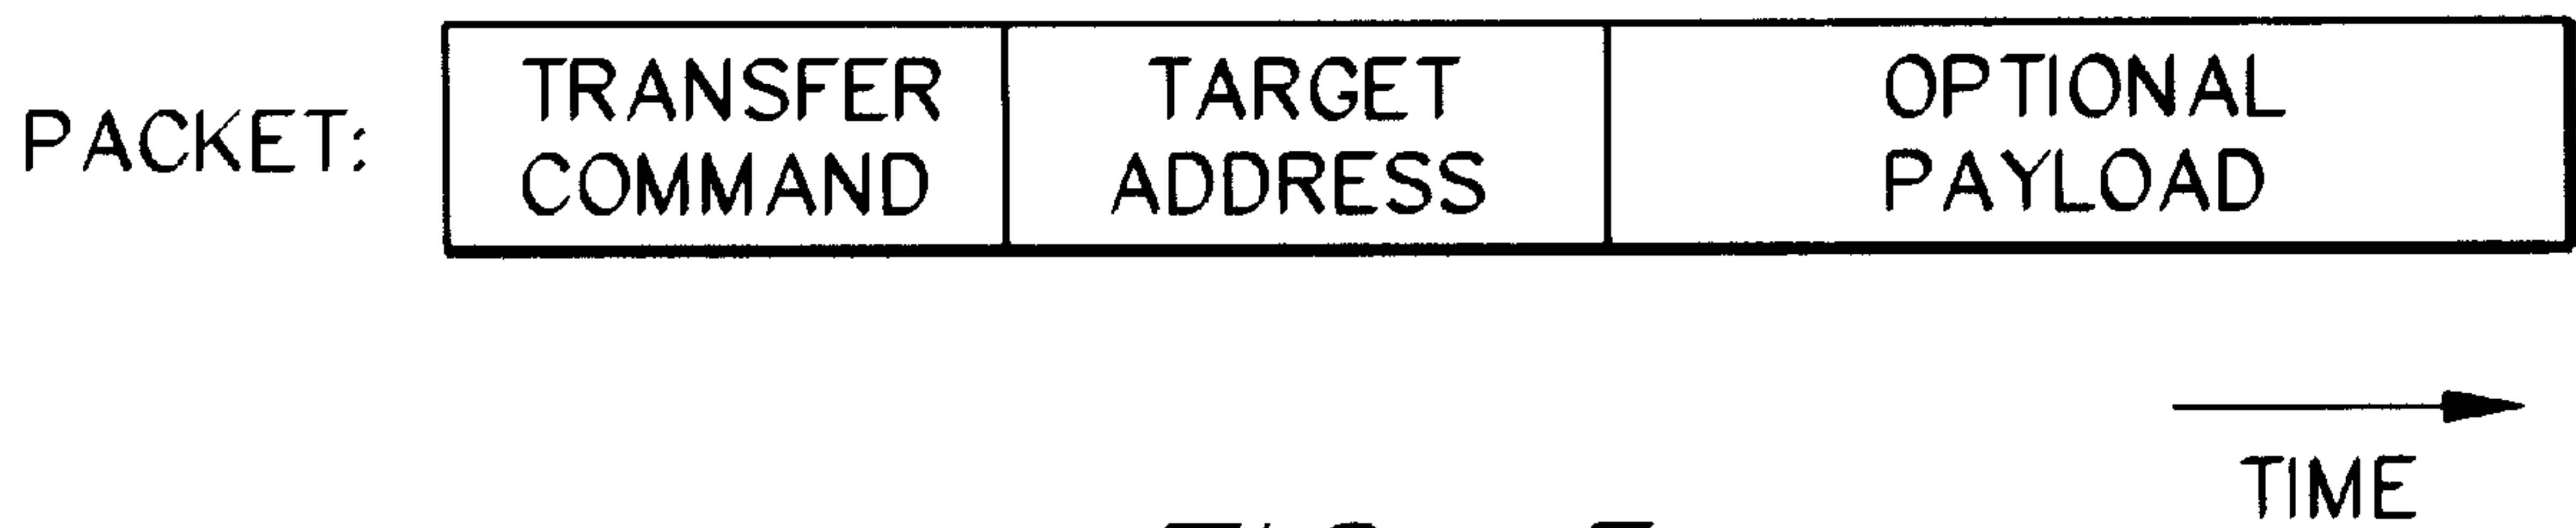 PACKET:
TRANSFER
COMMAND
TARGET
ADDRESS
OPTIONAL
PAYLOAD
TIME